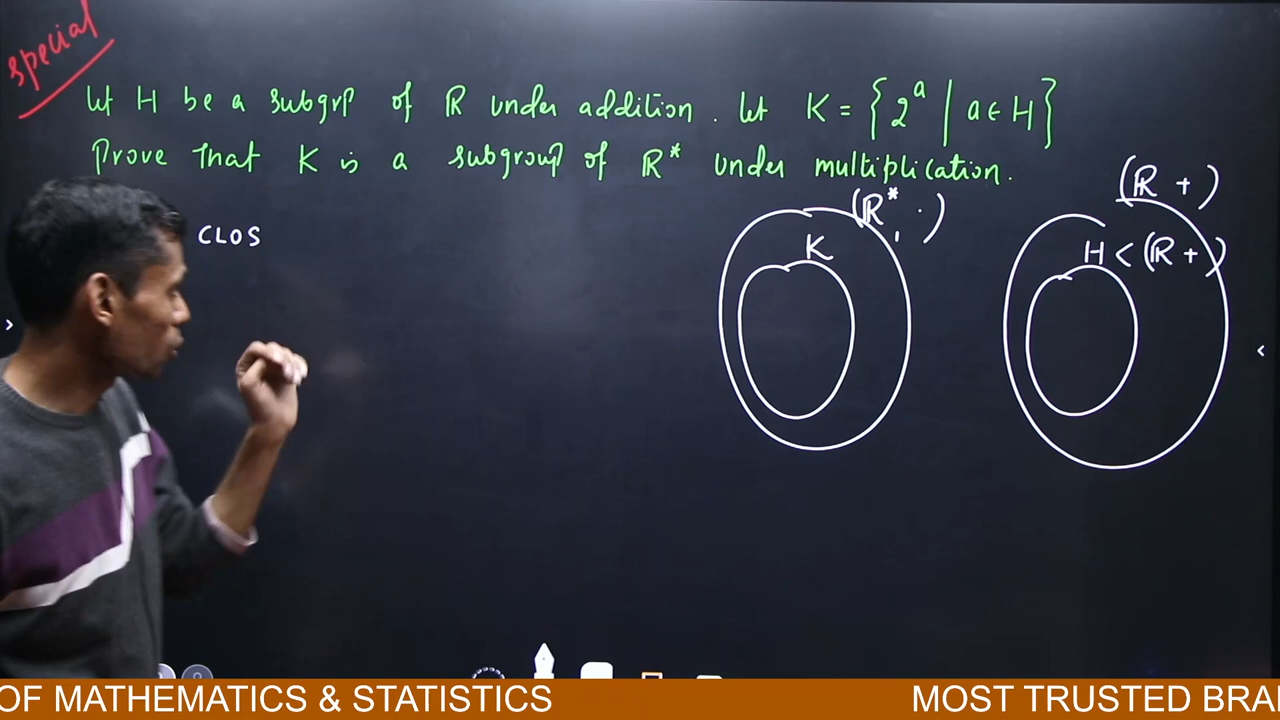 special
let H be a subgrp of ℝ under addition. let K = {2^a | a ∈ H}
Prove that K is a subgroup of ℝ* under multiplication.
(ℝ*, ·)
(ℝ +)
K
H < (ℝ +)
CLOS
OF MATHEMATICS & STATISTICS
MOST TRUSTED BRA